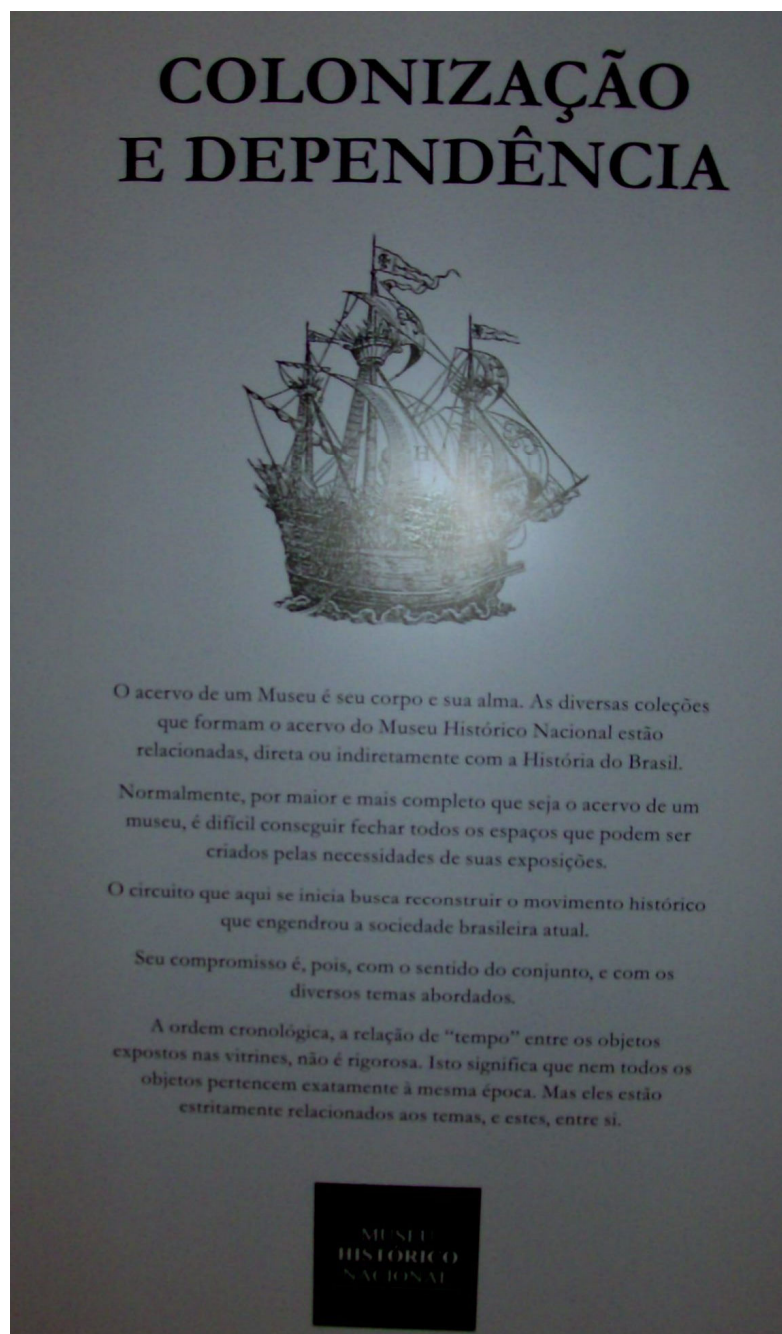 COLONIZAÇÃO
E DEPENDÊNCIA
H
O acervo de um Museu é seu corpo e sua alma. As diversas coleções
que formam o acervo do Museu Histórico Nacional estão
relacionadas, direta ou indiretamente com a História do Brasil.
Normalmente, por maior e mais completo que seja o acervo de um
museu, é difícil conseguir fechar todos os espaços que podem ser
criados pelas necessidades de suas exposições.
O circuito que aqui se inicia busca reconstruir o movimento histórico
que engendrou a sociedade brasileira atual.
Seu compromisso é, pois, com o sentido do conjunto, e com os
diversos temas abordados.
A ordem cronológica, a relação de “tempo” entre os objetos
expostos nas vitrines, não é rigorosa. Isto significa que nem todos os
objetos pertencem exatamente à mesma época. Mas eles estão
estritamente relacionados aos temas, e estes, entre si.
MUSEU
HISTÓRICO
NACIONAL